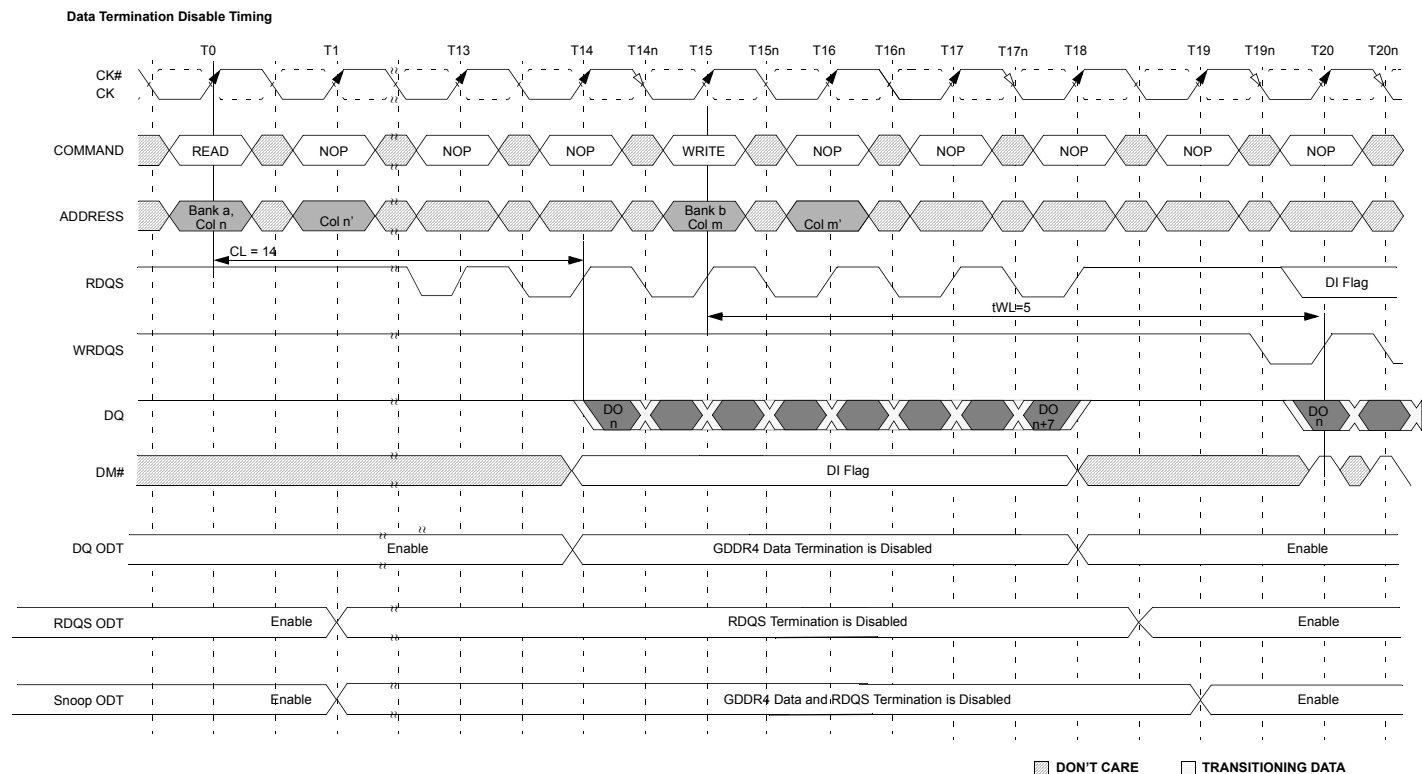 Data Termination Disable Timing
T0 T1 T13 T14 T14n T15 T15n T16 T16n T17 T17n T18 T19 T19n T20 T20n
CK#
CK
COMMAND READ NOP NOP NOP WRITE NOP NOP NOP NOP NOP
ADDRESS Bank a, Col n Col n’ Bank b Col m Col m’
CL = 14
RDQS DI Flag
tWL=5
WRDQS
DQ DO n DO n+7 DO n
DM# DI Flag
DQ ODT Enable GDDR4 Data Termination is Disabled Enable
RDQS ODT Enable RDQS Termination is Disabled Enable
Snoop ODT Enable GDDR4 Data and RDQS Termination is Disabled Enable
DON’T CARE TRANSITIONING DATA